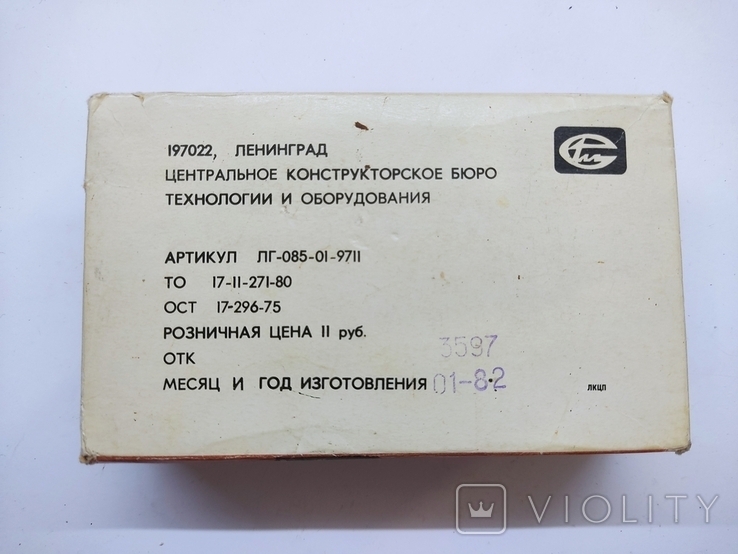 197022, ЛЕНИНГРАД
ЦЕНТРАЛЬНОЕ КОНСТРУКТОРСКОЕ БЮРО
ТЕХНОЛОГИИ И ОБОРУДОВАНИЯ
АРТИКУЛ ЛГ-085-01-9711
ТО 17-11-271-80
ОСТ 17-296-75
РОЗНИЧНАЯ ЦЕНА 11 руб.
ОТК 3597
МЕСЯЦ И ГОД ИЗГОТОВЛЕНИЯ 01-82
ЛКЦП
VIOLITY